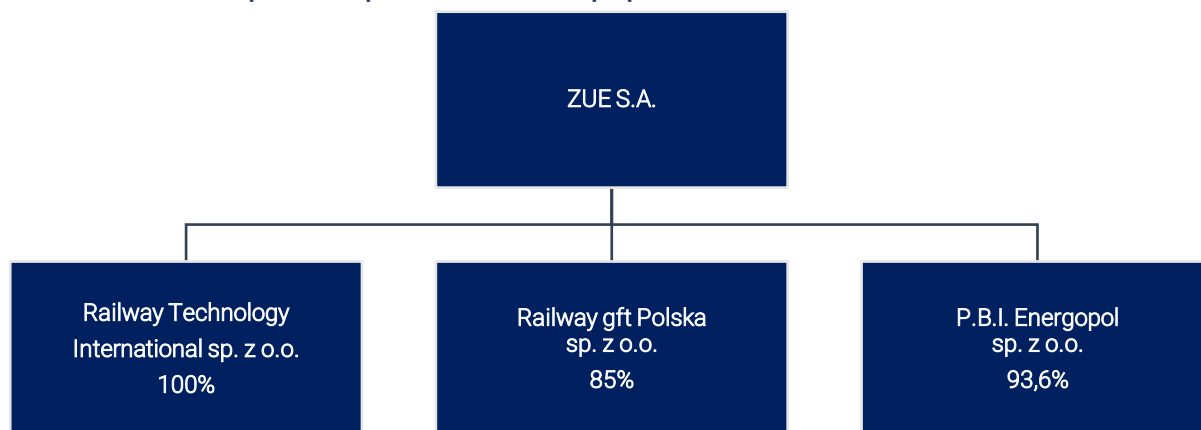 ZUE S.A.
Railway Technology
International sp. z o.o.
100%
Railway gft Polska
sp. z o.o.
85%
P.B.I. Energopol
sp. z o.o.
93,6%